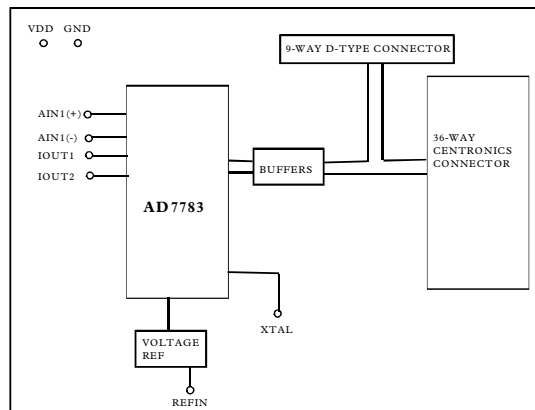 VDD GND
9-WAY D-TYPE CONNECTOR
AIN1(+)
AIN1(-)
IOUT1
IOUT2
AD7783
BUFFERS
36-WAY
CENTRONICS
CONNECTOR
XTAL
VOLTAGE
REF
REFIN